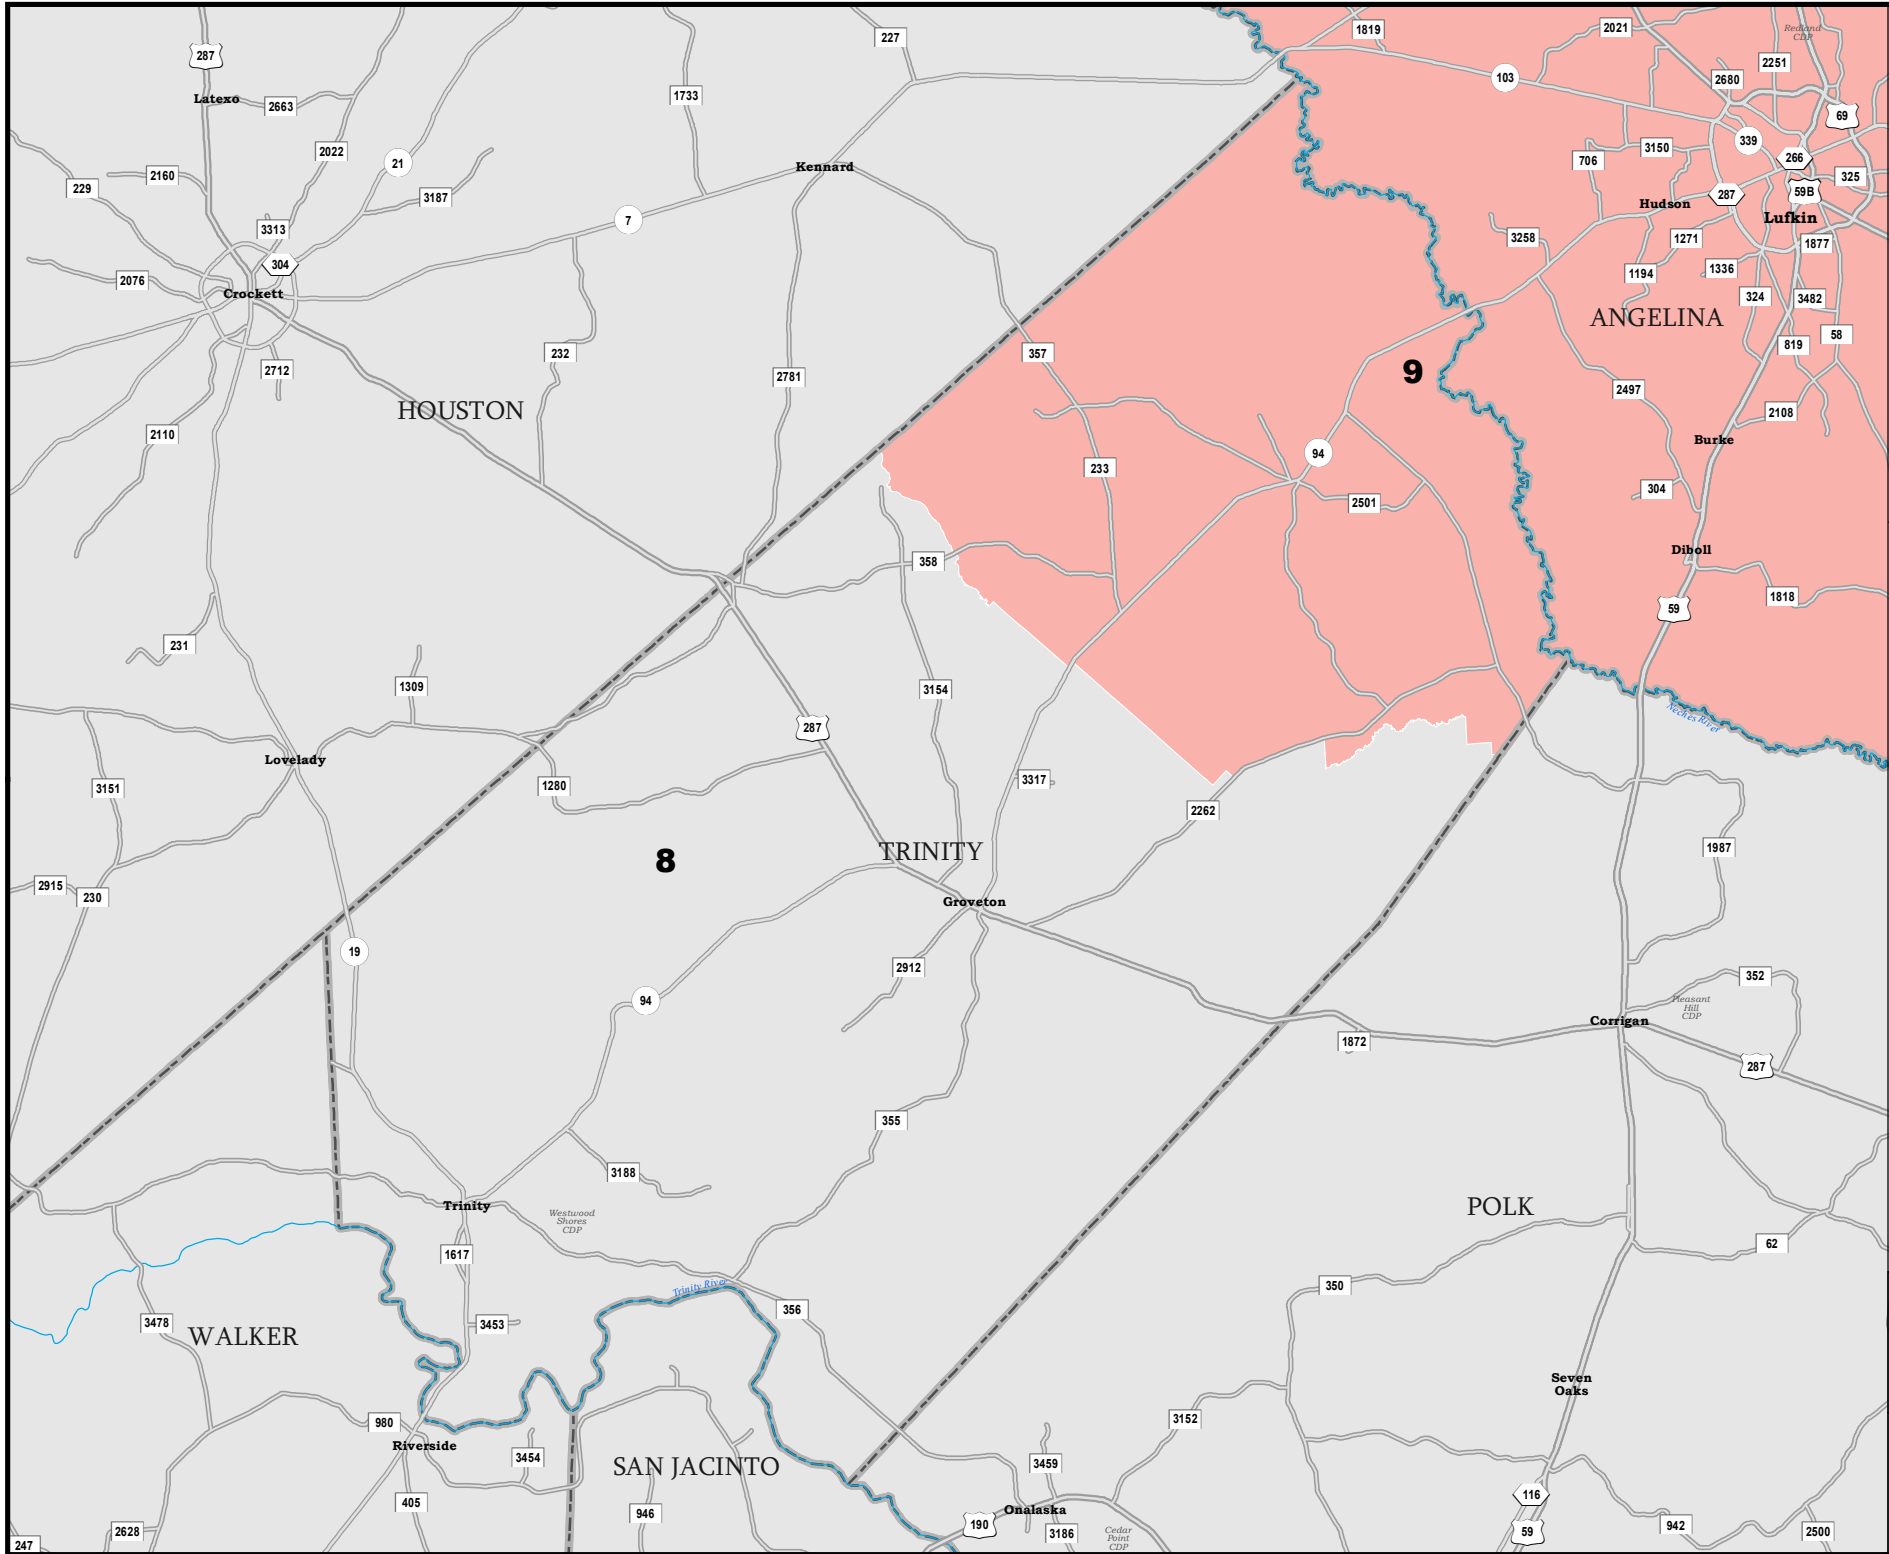 227
1819
2021
Redland
CDP
287
2251
103
2680
Latexo
2663
1733
69
339
2022
21
3150
706
266
Kennard
325
2160
229
3187
59B
287
Hudson
7
Lufkin
3313
3258
1271
1877
304
1336
1194
2076
Crockett
324
3482
ANGELINA
58
819
232
357
2712
9
2781
2497
HOUSTON
2108
2110
Burke
94
233
304
2501
Diboll
358
1818
59
231
1309
3154
Neches River
287
Lovelady
3317
1280
3151
2262
1987
TRINITY
8
2915
230
Groveton
19
2912
352
94
Pleasant
Hill
CDP
Corrigan
1872
287
355
3188
Trinity
POLK
Westwood
Shores
CDP
62
1617
350
Trinity River
356
3478
3453
WALKER
Seven
Oaks
3152
980
Riverside
3454
3459
SAN JACINTO
116
405
Onalaska
946
190
3186
Cedar
Point
CDP
942
2628
59
2500
247